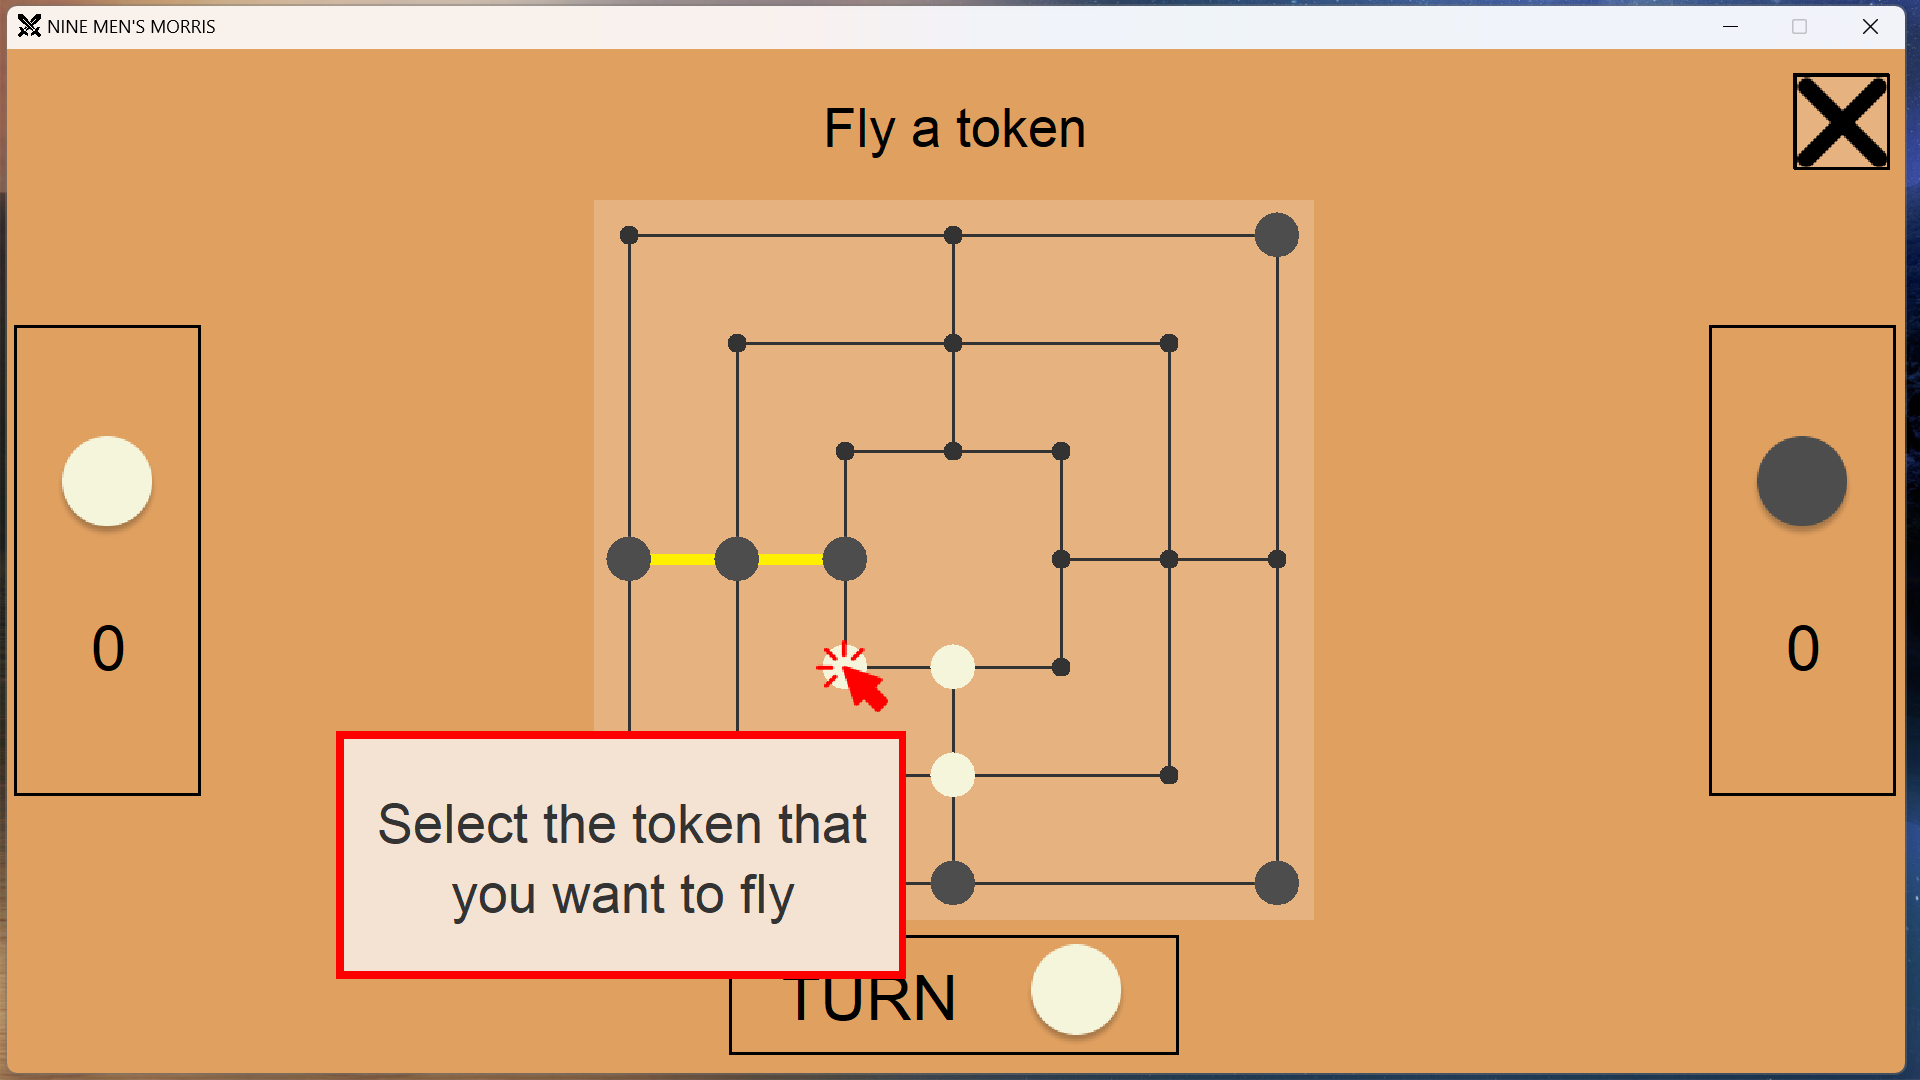 NINE MEN'S MORRIS
Fly a token
0
0
Select the token that
you want to fly
TURN